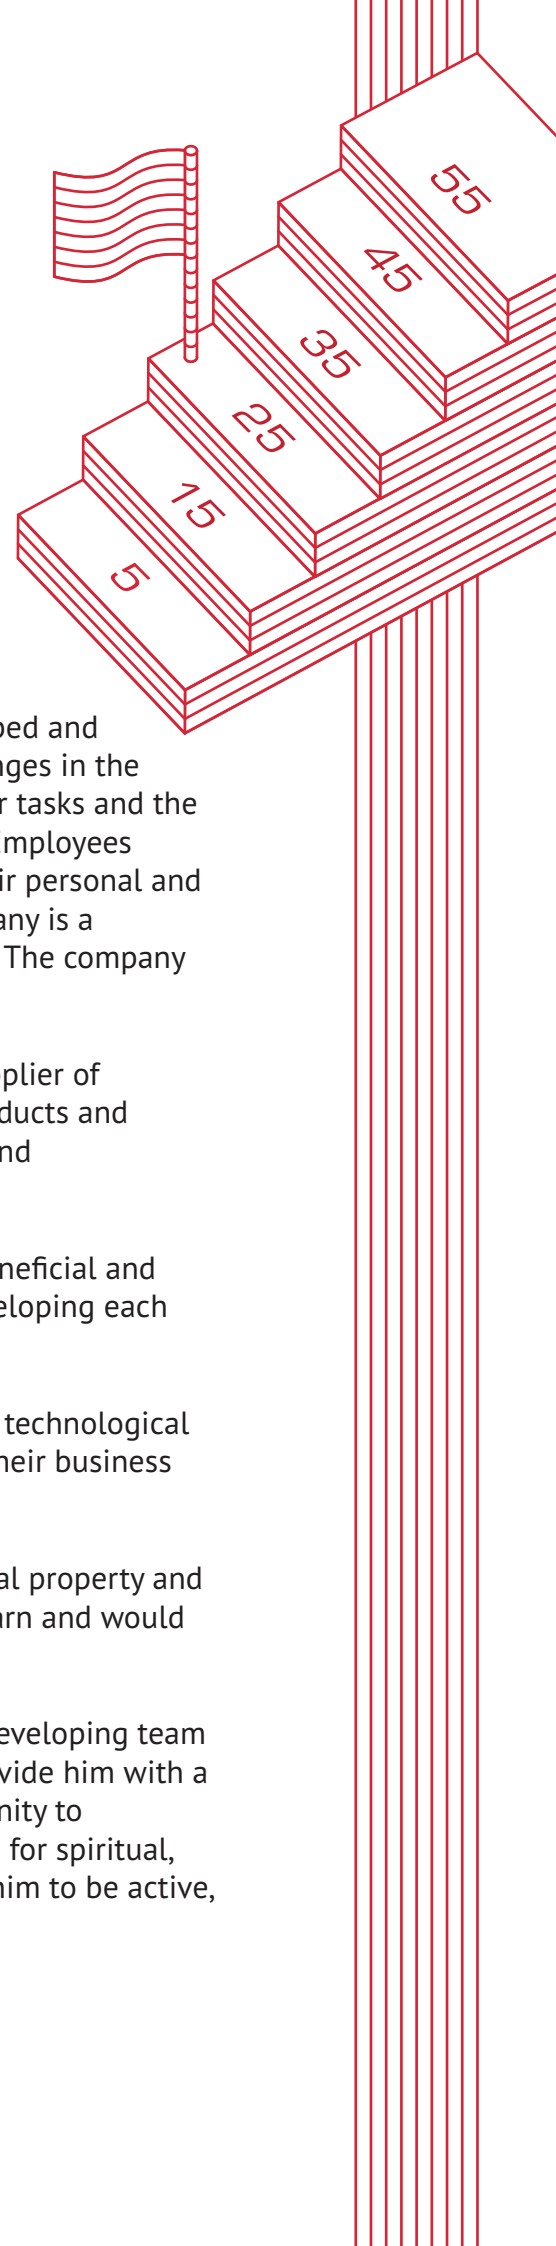 55
45
35
25
15
5
ped and
nges in the
r tasks and the
Employees
ir personal and
any is a
The company
plier of
ducts and
nd
neficial and
eloping each
technological
heir business
al property and
arn and would
eveloping team
vide him with a
nity to
for spiritual,
him to be active,